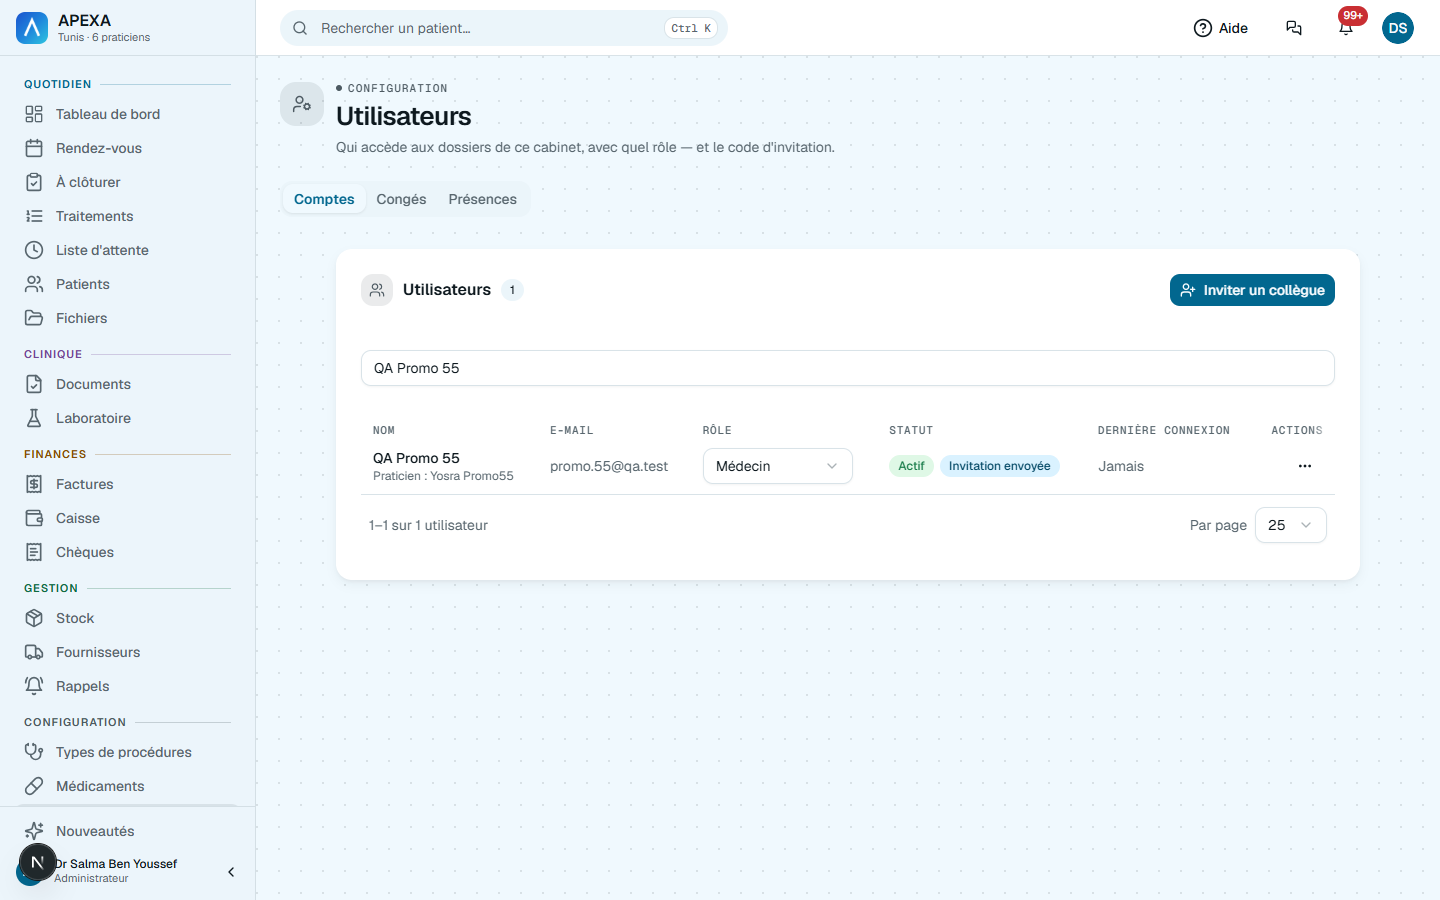 APEXA
Tunis · 6 praticiens
Rechercher un patient…
Ctrl K
Aide
99+
DS
QUOTIDIEN
Tableau de bord
Rendez-vous
À clôturer
Traitements
Liste d'attente
Patients
Fichiers
CLINIQUE
Documents
Laboratoire
FINANCES
Factures
Caisse
Chèques
GESTION
Stock
Fournisseurs
Rappels
CONFIGURATION
Types de procédures
Médicaments
Nouveautés
N
Dr Salma Ben Youssef
Administrateur
CONFIGURATION
Utilisateurs
Qui accède aux dossiers de ce cabinet, avec quel rôle — et le code d'invitation.
Comptes
Congés
Présences
Utilisateurs
1
Inviter un collègue
QA Promo 55
NOM
E-MAIL
RÔLE
STATUT
DERNIÈRE CONNEXION
ACTIONS
QA Promo 55
Praticien : Yosra Promo55
promo.55@qa.test
Médecin
Actif
Invitation envoyée
Jamais
1–1 sur 1 utilisateur
Par page
25